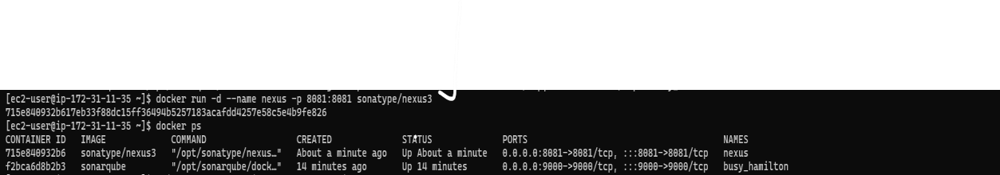 [ec2-user@ip-172-31-11-35 ~]$ docker run -d --name nexus -p 8081:8081 sonatype/nexus3
715e840932b617eb33f88dc15ff36494b5257183acafdd4257e58c5e4b9fe826
[ec2-user@ip-172-31-11-35 ~]$ docker ps
CONTAINER ID IMAGE COMMAND CREATED STATUS PORTS NAMES
715e840932b6 sonatype/nexus3 "/opt/sonatype/nexus…" About a minute ago Up About a minute 0.0.0.0:8081->8081/tcp, :::8081->8081/tcp nexus
f2bca6d8b2b3 sonarqube "/opt/sonarqube/dock…" 14 minutes ago Up 14 minutes 0.0.0.0:9000->9000/tcp, :::9000->9000/tcp busy_hamilton